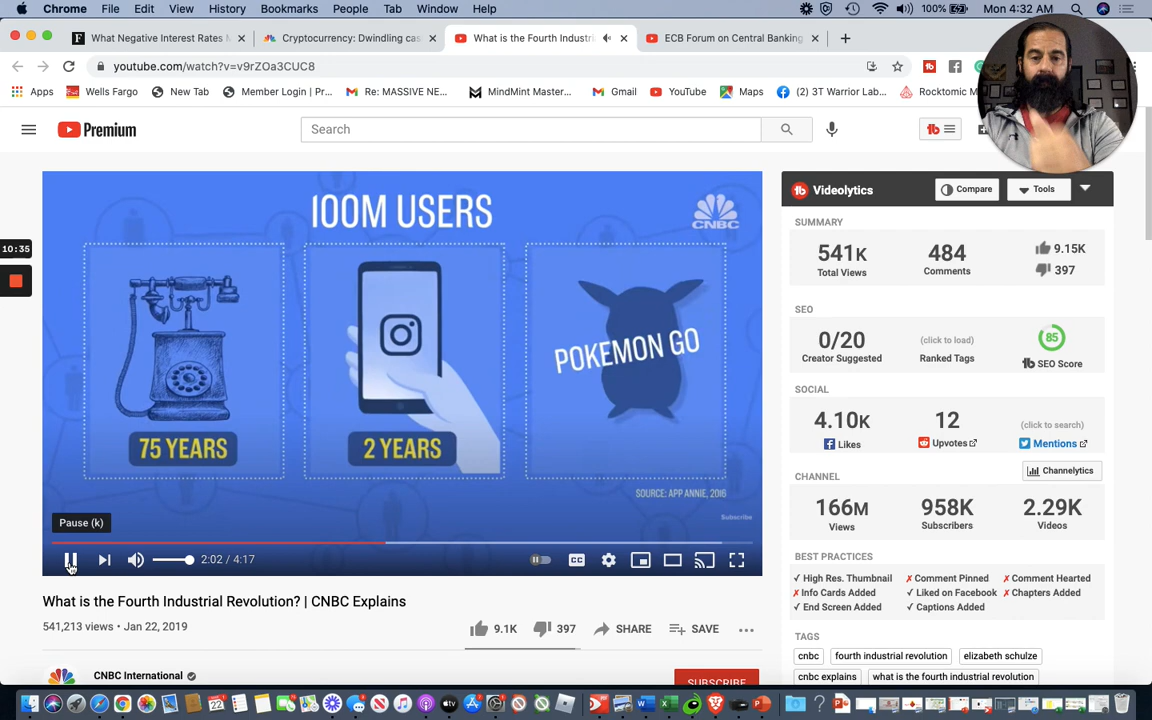 Chrome File Edit View History Bookmarks People Tab Window Help 100% Mon 4:32 AM
What Negative Interest Rates M
Cryptocurrency: Dwindling cas
What is the Fourth Industri
ECB Forum on Central Banking
youtube.com/watch?v=v9rZOa3CUC8
Apps Wells Fargo New Tab Member Login | Pr... Re: MASSIVE NE... MindMint Master... Gmail YouTube Maps (2) 3T Warrior Lab... Rocktomic M
Premium
Search
100M USERS
CNBC
POKEMON GO
75 YEARS
2 YEARS
SOURCE: APP ANNIE, 2016
Subscribe
10:35
Pause (k)
2:02 / 4:17
CC
What is the Fourth Industrial Revolution? | CNBC Explains
541,213 views • Jan 22, 2019
9.1K 397 SHARE SAVE
CNBC International
SUBSCRIBE
Videolytics Compare Tools
SUMMARY
541K 484 9.15K
Total Views Comments 397
SEO
0/20 (click to load) 85
Creator Suggested Ranked Tags SEO Score
SOCIAL
4.10K 12 (click to search)
Likes Upvotes Mentions
Channelytics
CHANNEL
166M 958K 2.29K
Views Subscribers Videos
BEST PRACTICES
✓ High Res. Thumbnail ✗ Comment Pinned ✗ Comment Hearted
✗ Info Cards Added ✓ Liked on Facebook ✗ Chapters Added
✓ End Screen Added ✓ Captions Added
TAGS
cnbc fourth industrial revolution elizabeth schulze
cnbc explains what is the fourth industrial revolution